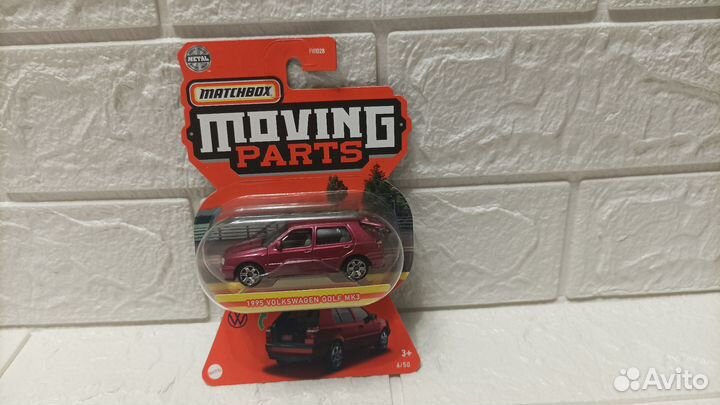 METAL
FWD28
MATCHBOX
MOVING
PARTS
1995 VOLKSWAGEN GOLF MK3
3+
6/50
Avito